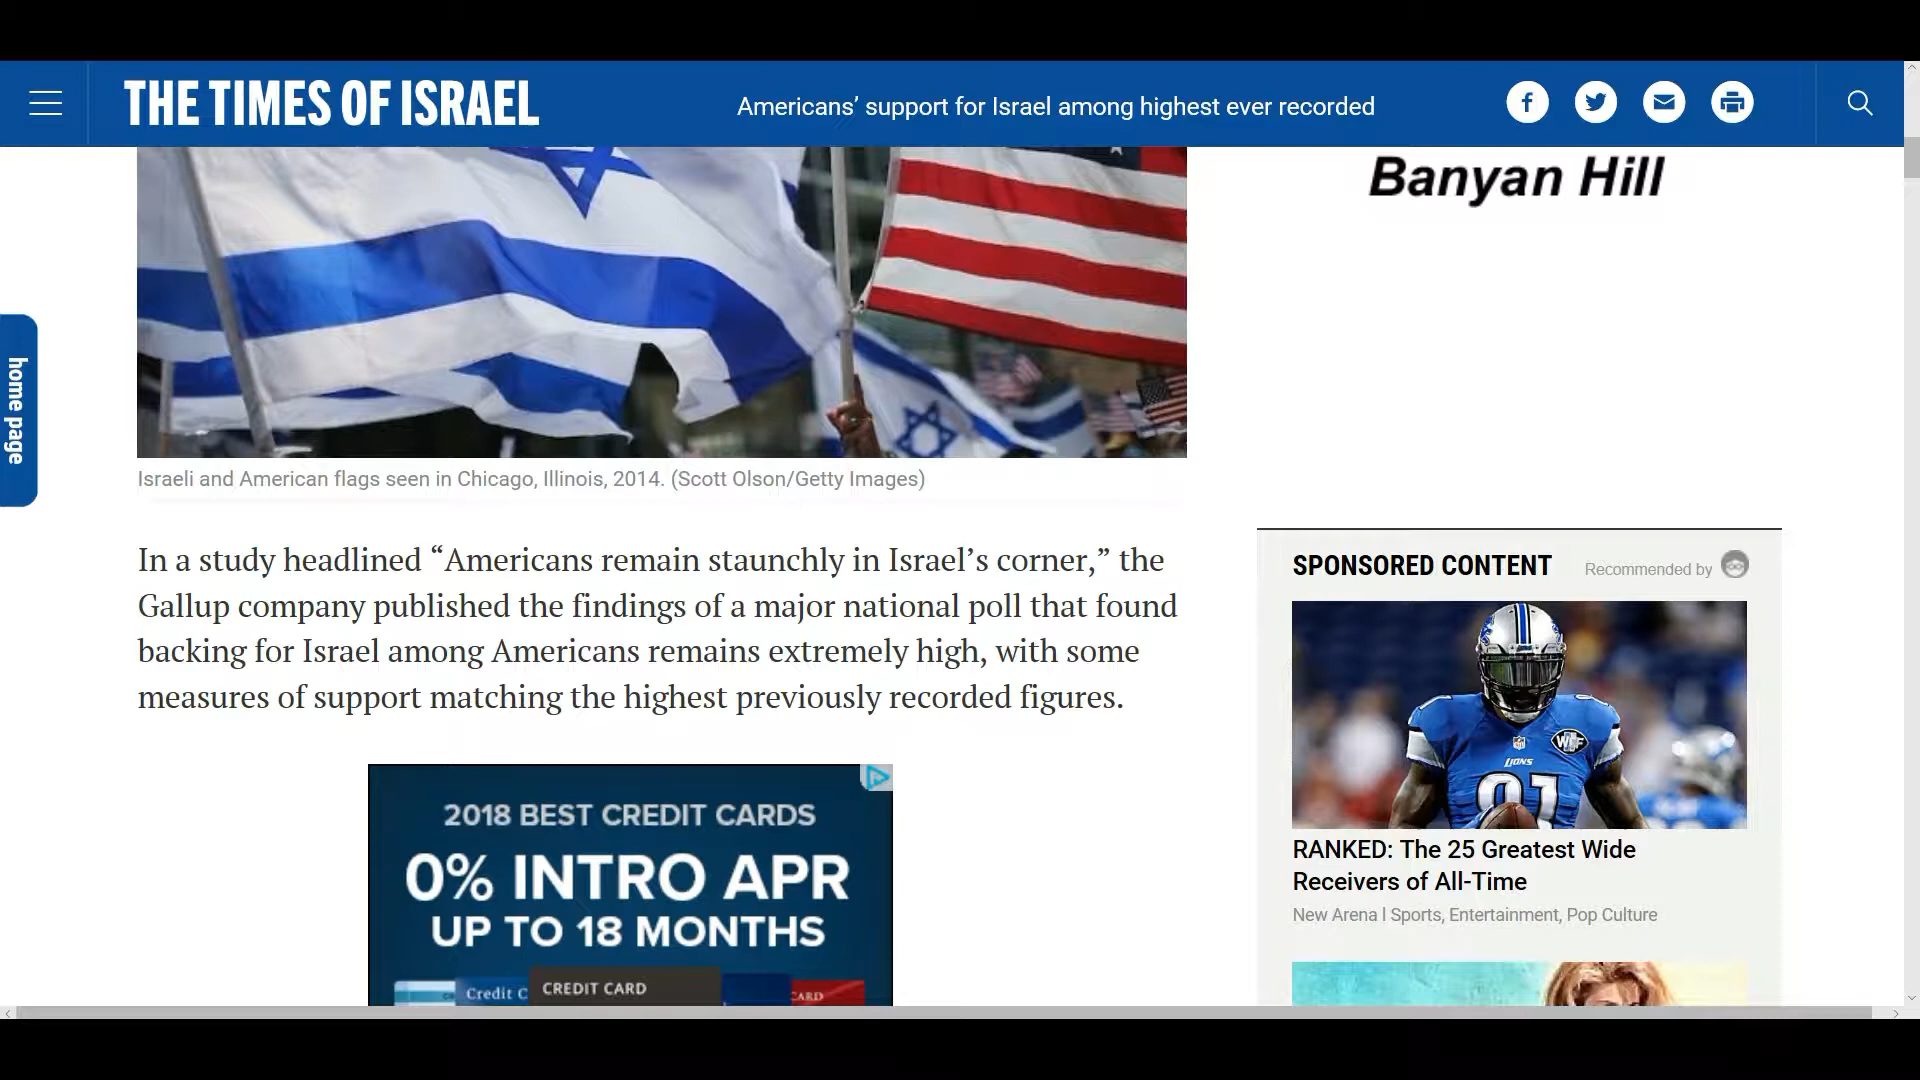 THE TIMES OF ISRAEL
Americans’ support for Israel among highest ever recorded
home page
Banyan Hill
Israeli and American flags seen in Chicago, Illinois, 2014. (Scott Olson/Getty Images)
In a study headlined “Americans remain staunchly in Israel’s corner,” the
Gallup company published the findings of a major national poll that found
backing for Israel among Americans remains extremely high, with some
measures of support matching the highest previously recorded figures.
2018 BEST CREDIT CARDS
0% INTRO APR
UP TO 18 MONTHS
Credit C
CREDIT CARD
CARD
SPONSORED CONTENT
Recommended by
LIONS
81
RANKED: The 25 Greatest Wide
Receivers of All-Time
New Arena | Sports, Entertainment, Pop Culture